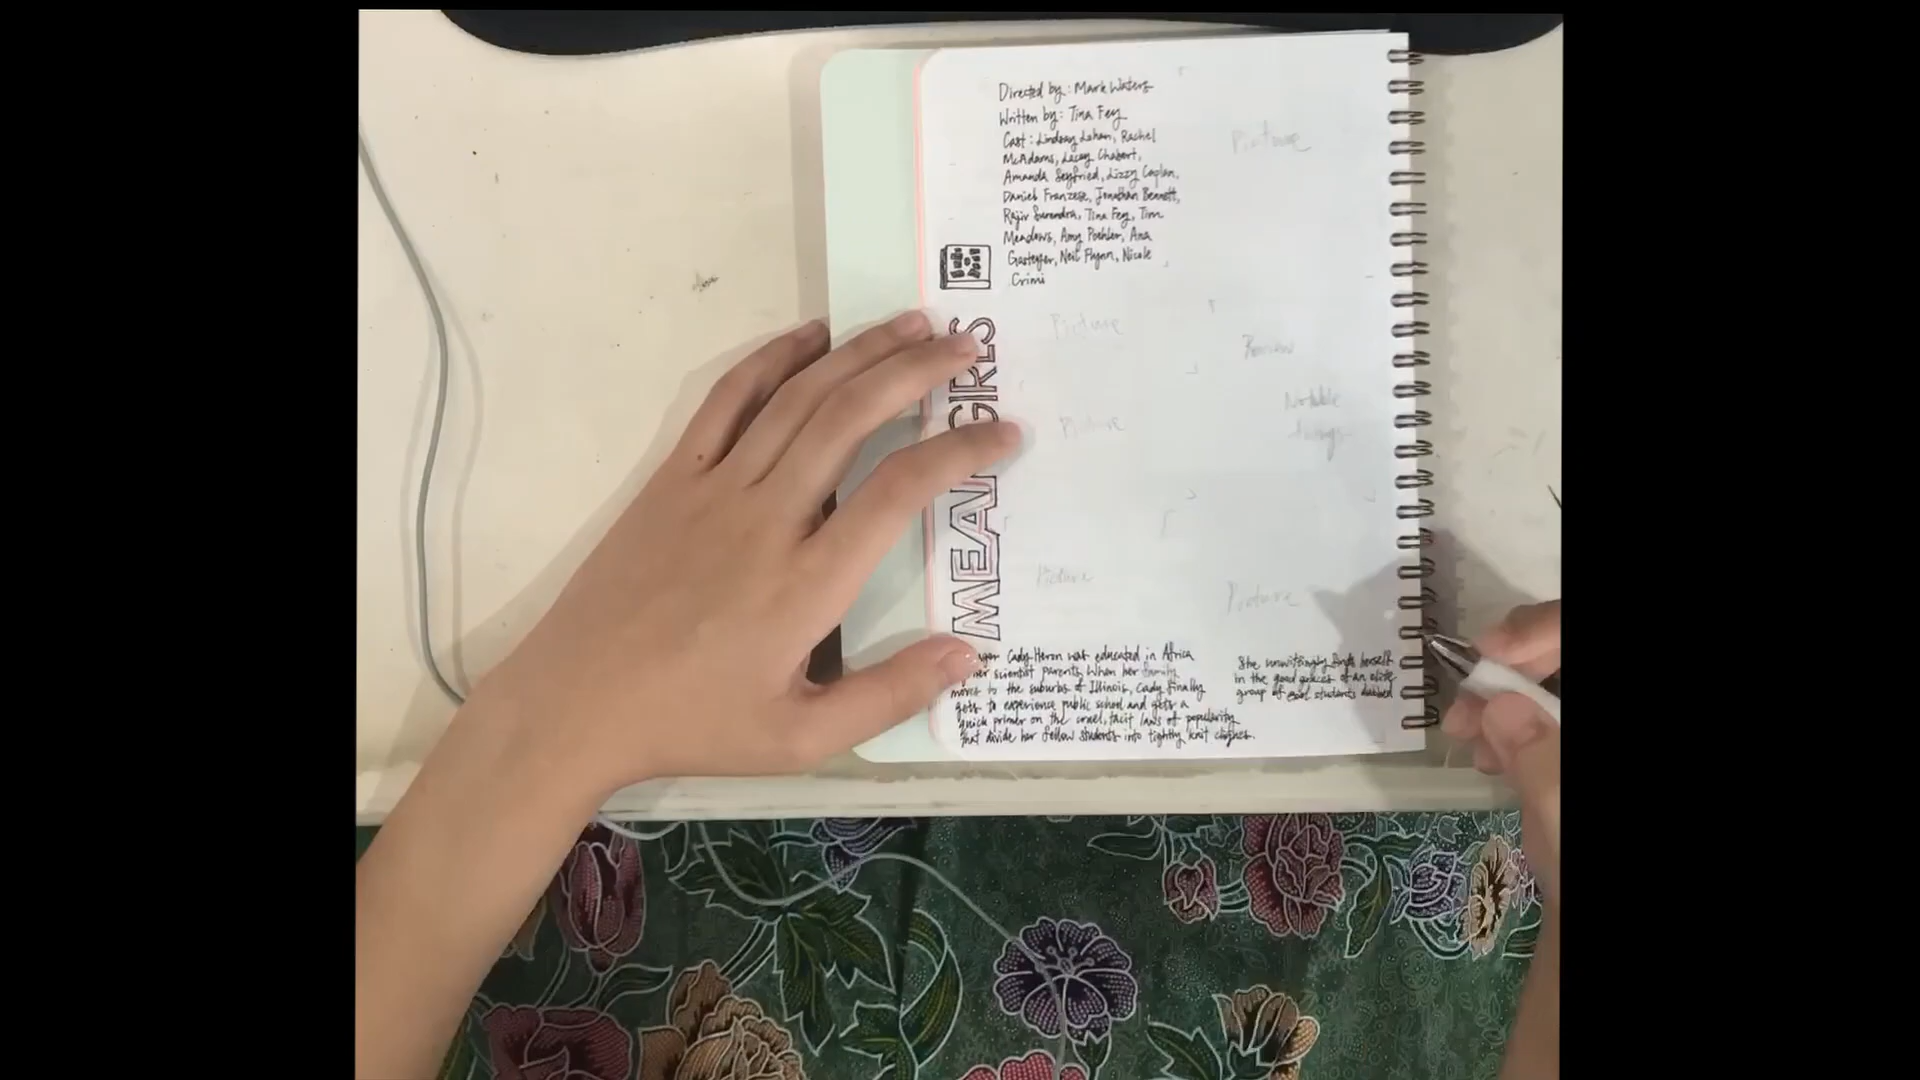 Directed by: Mark Waters
Written by: Tina Fey
Cast: Lindsay Lohan, Rachel
McAdams, Lacey Chabert,
Amanda Seyfried, Lizzy Caplan,
Daniel Franzese, Jonathan Bennett,
Rajiv Surendra, Tina Fey, Tim
Meadows, Amy Poehler, Ana
Gasteyer, Neil Flynn, Nicole
Crimi
Picture
MEAN GIRLS
Picture
Review
Picture
Notable
things
Picture
Picture
Cady Heron was educated in Africa
her scientist parents. When her family
moves to the suburbs of Illinois, Cady finally
gets to experience public school and gets a
quick primer on the cruel, tacit laws of popularity
that divide her fellow students into tightly knit cliques.
She unwittingly finds herself
in the good graces of an elite
group of cool students dubbed